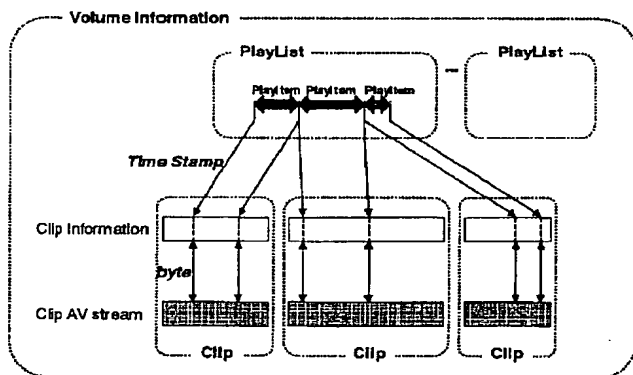 Volume Information
PlayList
PlayList
PlayItem PlayItem PlayItem
Time Stamp
Clip Information
byte
Clip AV stream
Clip
Clip
Clip